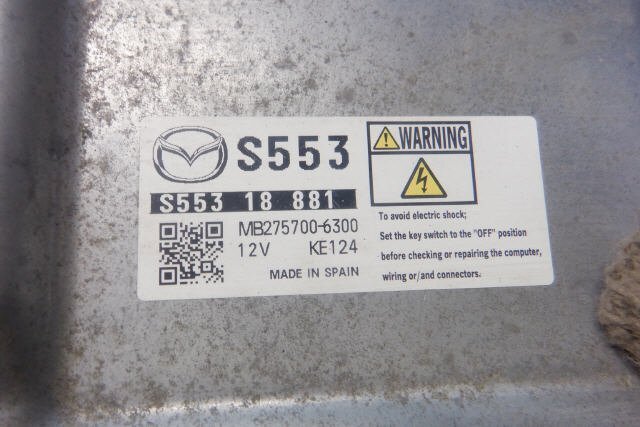 S553
S553 18 881
MB275700-6300
12V KE124
MADE IN SPAIN
WARNING
To avoid electric shock;
Set the key switch to the "OFF" position
before checking or repairing the computer,
wiring or/and connectors.